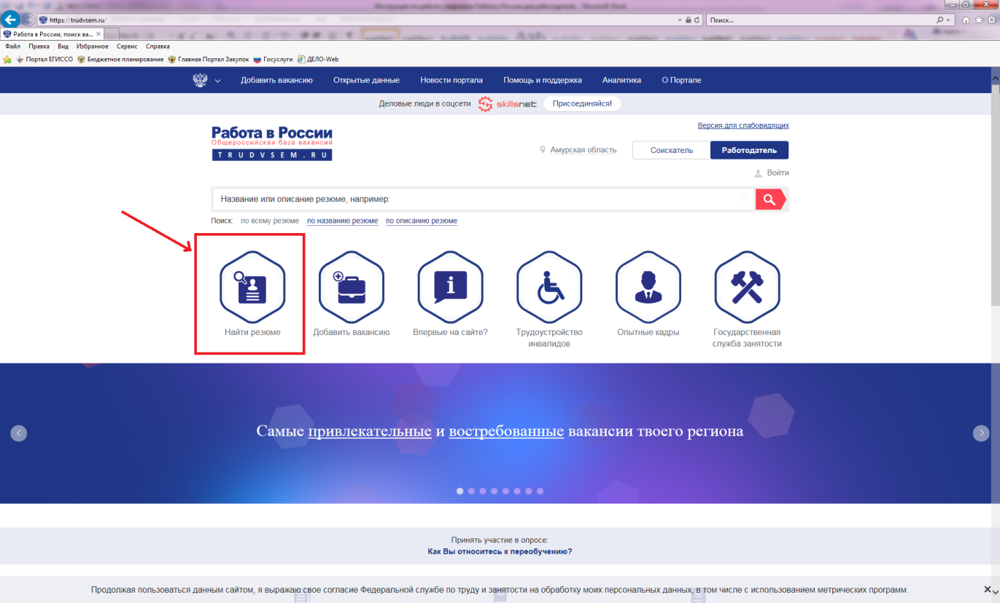 https://trudvsem.ru/
Поиск...
Работа в России, поиск ва...
Файл Правка Вид Избранное Сервис Справка
Портал ЕГИССО Бюджетное планирование Главная Портал Закупок Госуслуги ДЕЛО-Web
Добавить вакансию Открытые данные Новости портала Помощь и поддержка Аналитика О Портале
Деловые люди в соцсети skillsnet Присоединяйся!
Версия для слабовидящих
Работа в России
Общероссийская база вакансий
TRUDVSEM.RU
Амурская область Соискатель Работодатель
Войти
Название или описание резюме, например:
Поиск: по всему резюме по названию резюме по описанию резюме
Найти резюме Добавить вакансию Впервые на сайте? Трудоустройство Опытные кадры Государственная
инвалидов служба занятости
Самые привлекательные и востребованные вакансии твоего региона
Принять участие в опросе:
Как Вы относитесь к переобучению?
Продолжая пользоваться данным сайтом, я выражаю свое согласие Федеральной службе по труду и занятости на обработку моих персональных данных, в том числе с использованием метрических программ.